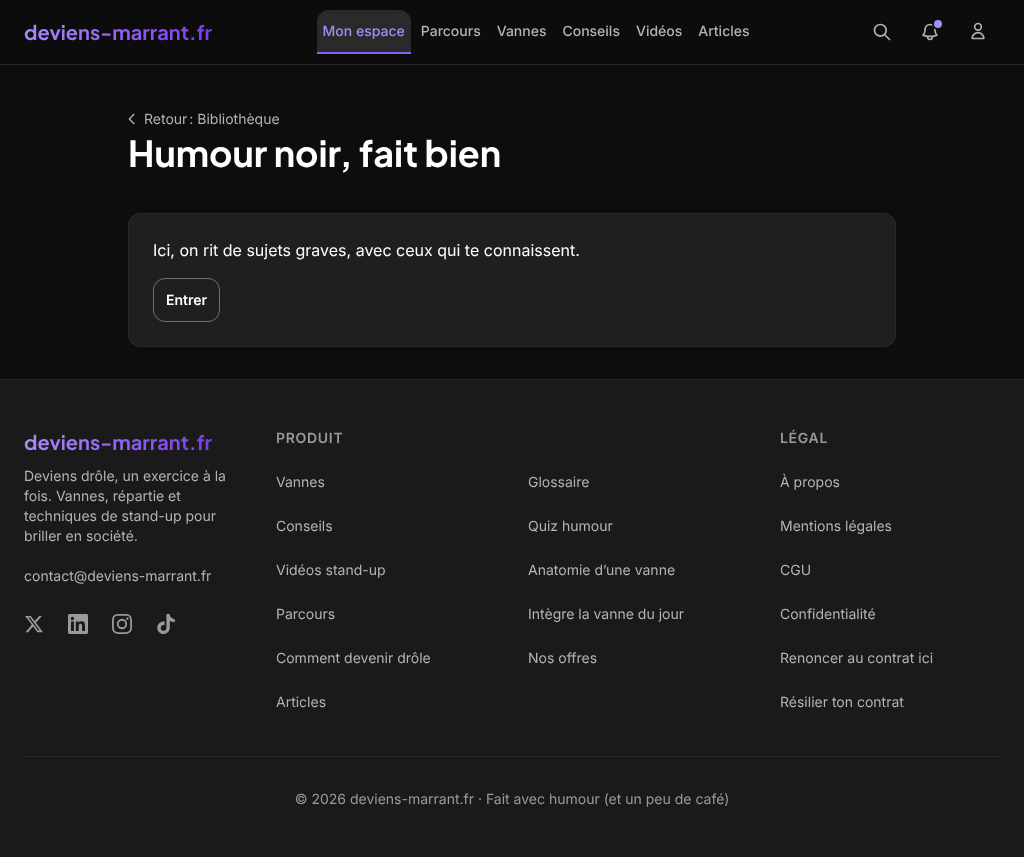 deviens-marrant.fr
Mon espace
Parcours
Vannes
Conseils
Vidéos
Articles
Retour : Bibliothèque
Humour noir, fait bien
Ici, on rit de sujets graves, avec ceux qui te connaissent.
Entrer
deviens-marrant.fr
Deviens drôle, un exercice à la
fois. Vannes, répartie et
techniques de stand-up pour
briller en société.
contact@deviens-marrant.fr
PRODUIT
Vannes
Conseils
Vidéos stand-up
Parcours
Comment devenir drôle
Articles
Glossaire
Quiz humour
Anatomie d’une vanne
Intègre la vanne du jour
Nos offres
LÉGAL
À propos
Mentions légales
CGU
Confidentialité
Renoncer au contrat ici
Résilier ton contrat
© 2026 deviens-marrant.fr · Fait avec humour (et un peu de café)